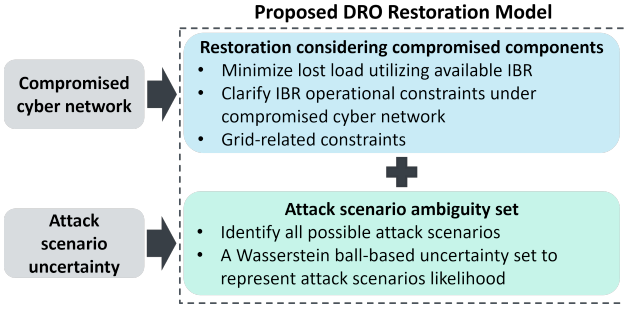 Proposed DRO Restoration Model
Compromised
cyber network
Restoration considering compromised components
• Minimize lost load utilizing available IBR
• Clarify IBR operational constraints under
compromised cyber network
• Grid-related constraints
Attack
scenario
uncertainty
Attack scenario ambiguity set
• Identify all possible attack scenarios
• A Wasserstein ball-based uncertainty set to
represent attack scenarios likelihood